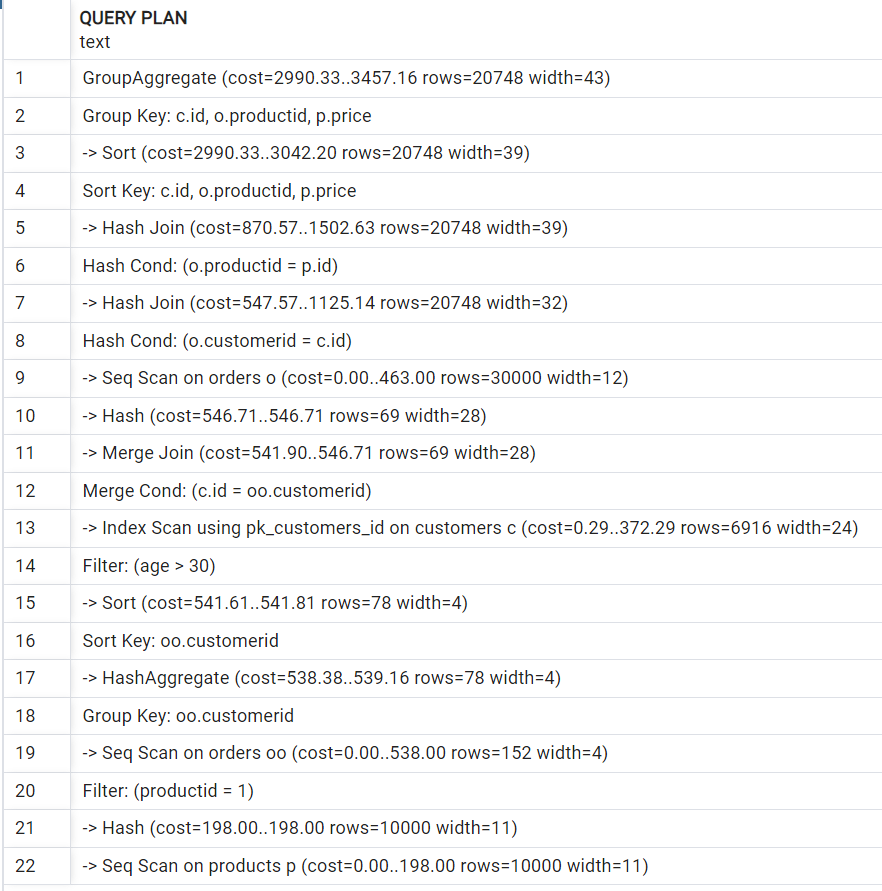 QUERY PLAN
text
1 GroupAggregate (cost=2990.33..3457.16 rows=20748 width=43)
2 Group Key: c.id, o.productid, p.price
3 -> Sort (cost=2990.33..3042.20 rows=20748 width=39)
4 Sort Key: c.id, o.productid, p.price
5 -> Hash Join (cost=870.57..1502.63 rows=20748 width=39)
6 Hash Cond: (o.productid = p.id)
7 -> Hash Join (cost=547.57..1125.14 rows=20748 width=32)
8 Hash Cond: (o.customerid = c.id)
9 -> Seq Scan on orders o (cost=0.00..463.00 rows=30000 width=12)
10 -> Hash (cost=546.71..546.71 rows=69 width=28)
11 -> Merge Join (cost=541.90..546.71 rows=69 width=28)
12 Merge Cond: (c.id = oo.customerid)
13 -> Index Scan using pk_customers_id on customers c (cost=0.29..372.29 rows=6916 width=24)
14 Filter: (age > 30)
15 -> Sort (cost=541.61..541.81 rows=78 width=4)
16 Sort Key: oo.customerid
17 -> HashAggregate (cost=538.38..539.16 rows=78 width=4)
18 Group Key: oo.customerid
19 -> Seq Scan on orders oo (cost=0.00..538.00 rows=152 width=4)
20 Filter: (productid = 1)
21 -> Hash (cost=198.00..198.00 rows=10000 width=11)
22 -> Seq Scan on products p (cost=0.00..198.00 rows=10000 width=11)